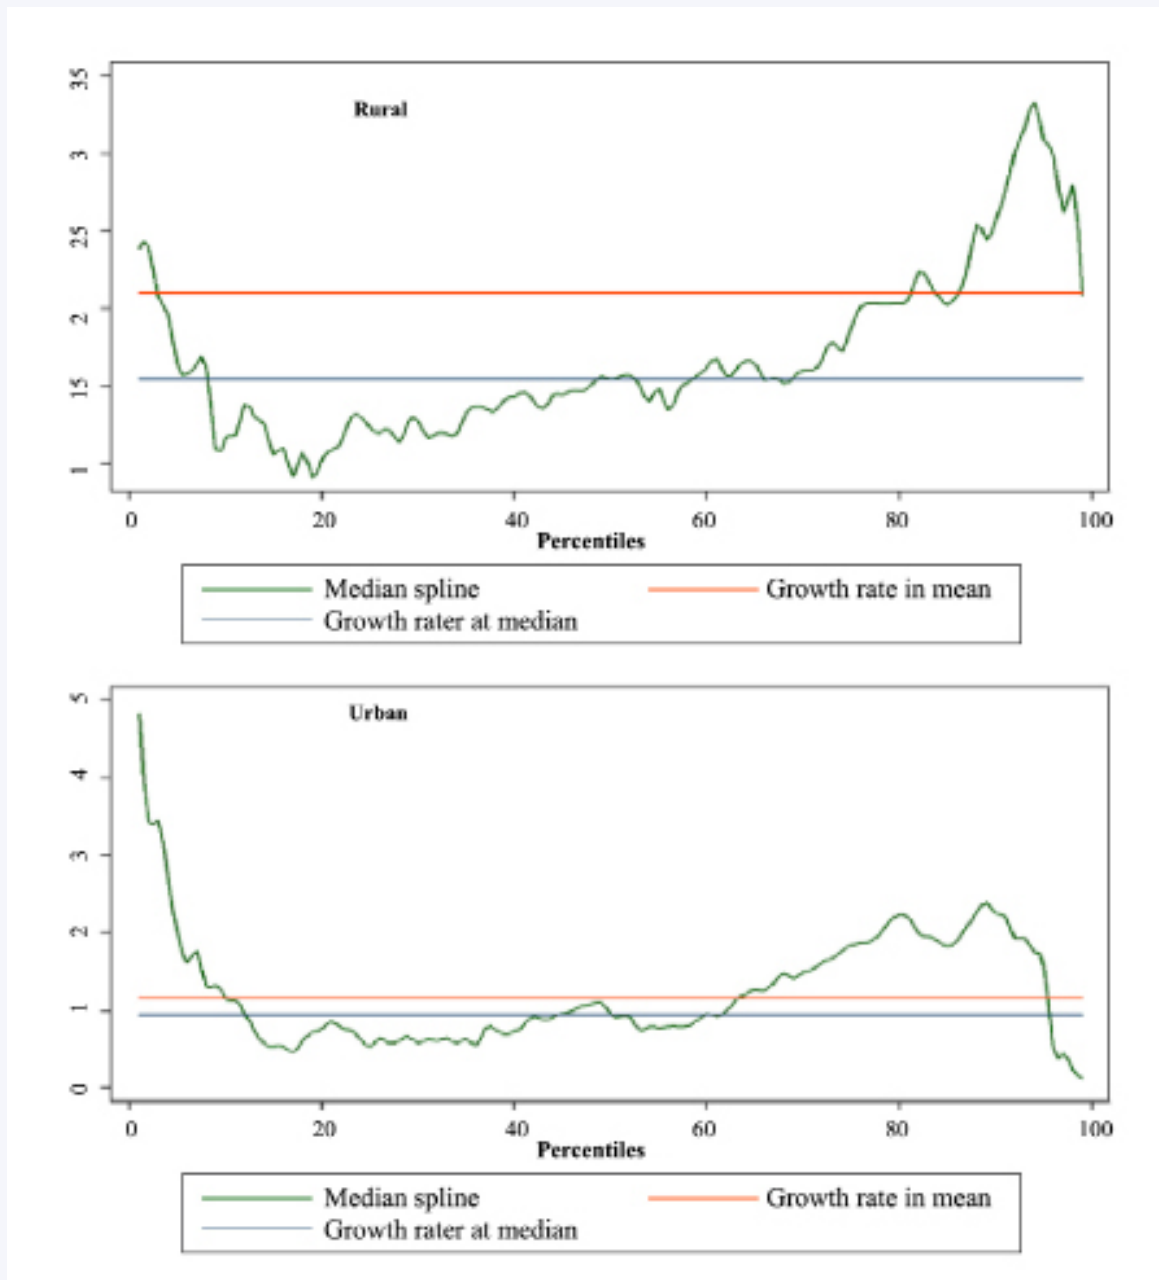 35
Rural
3
25
2
15
1
0 20 40 60 80 100
Percentiles
Median spline Growth rate in mean
Growth rater at median
5
Urban
4
3
2
1
0
0 20 40 60 80 100
Percentiles
Median spline Growth rate in mean
Growth rater at median